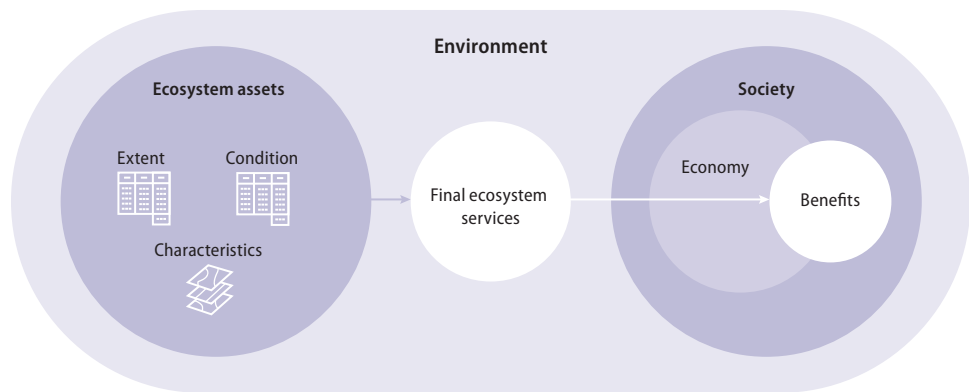 Environment
Ecosystem assets
Extent
Condition
Characteristics
Final ecosystem
services
Society
Economy
Benefits